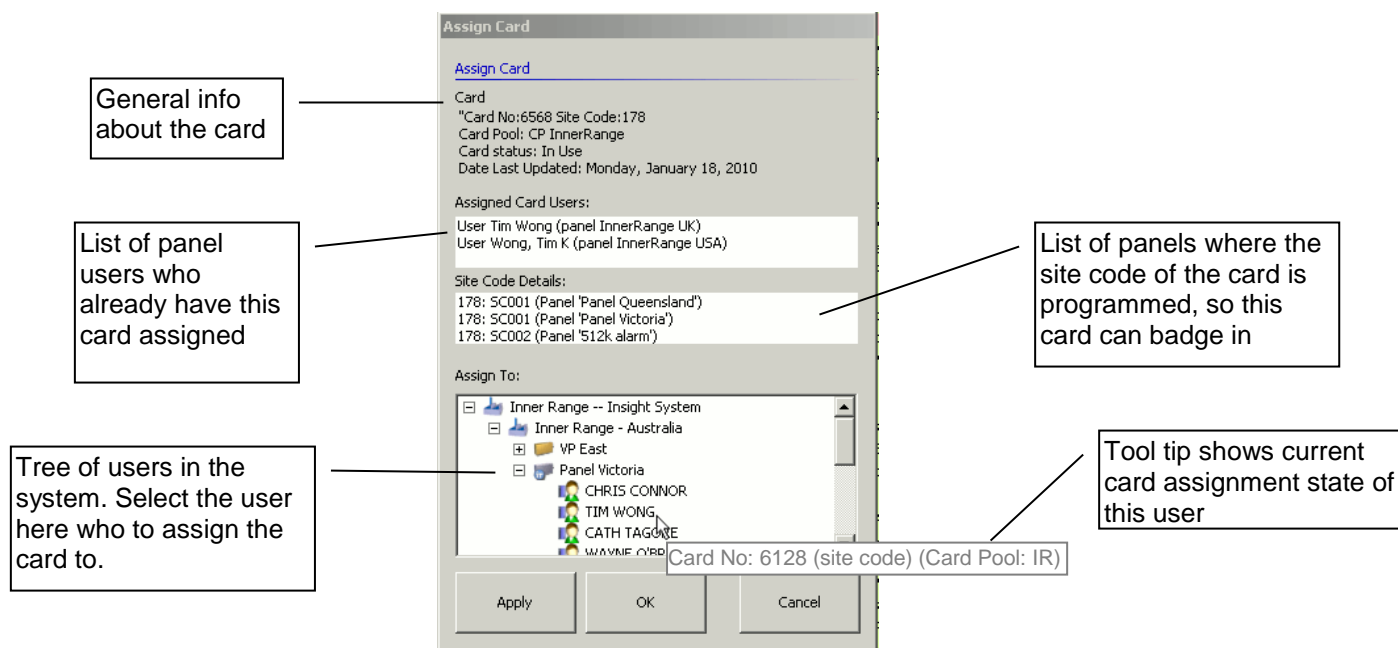 Assign Card
Assign Card
General info
about the card
Card
"Card No:6568 Site Code:178
Card Pool: CP InnerRange
Card status: In Use
Date Last Updated: Monday, January 18, 2010
List of panel
users who
already have this
card assigned
Assigned Card Users:
User Tim Wong (panel InnerRange UK)
User Wong, Tim K (panel InnerRange USA)
Site Code Details:
178: SC001 (Panel 'Panel Queensland')
178: SC001 (Panel 'Panel Victoria')
178: SC002 (Panel '512k alarm')
List of panels where the
site code of the card is
programmed, so this
card can badge in
Assign To:
Inner Range -- Insight System
Inner Range - Australia
VP East
Panel Victoria
CHRIS CONNOR
TIM WONG
CATH
WAYNE
Tree of users in the
system. Select the user
here who to assign the
card to.
Tool tip shows current
card assignment state of
this user
Card No: 6128 (site code) (Card Pool: IR)
Apply
OK
Cancel